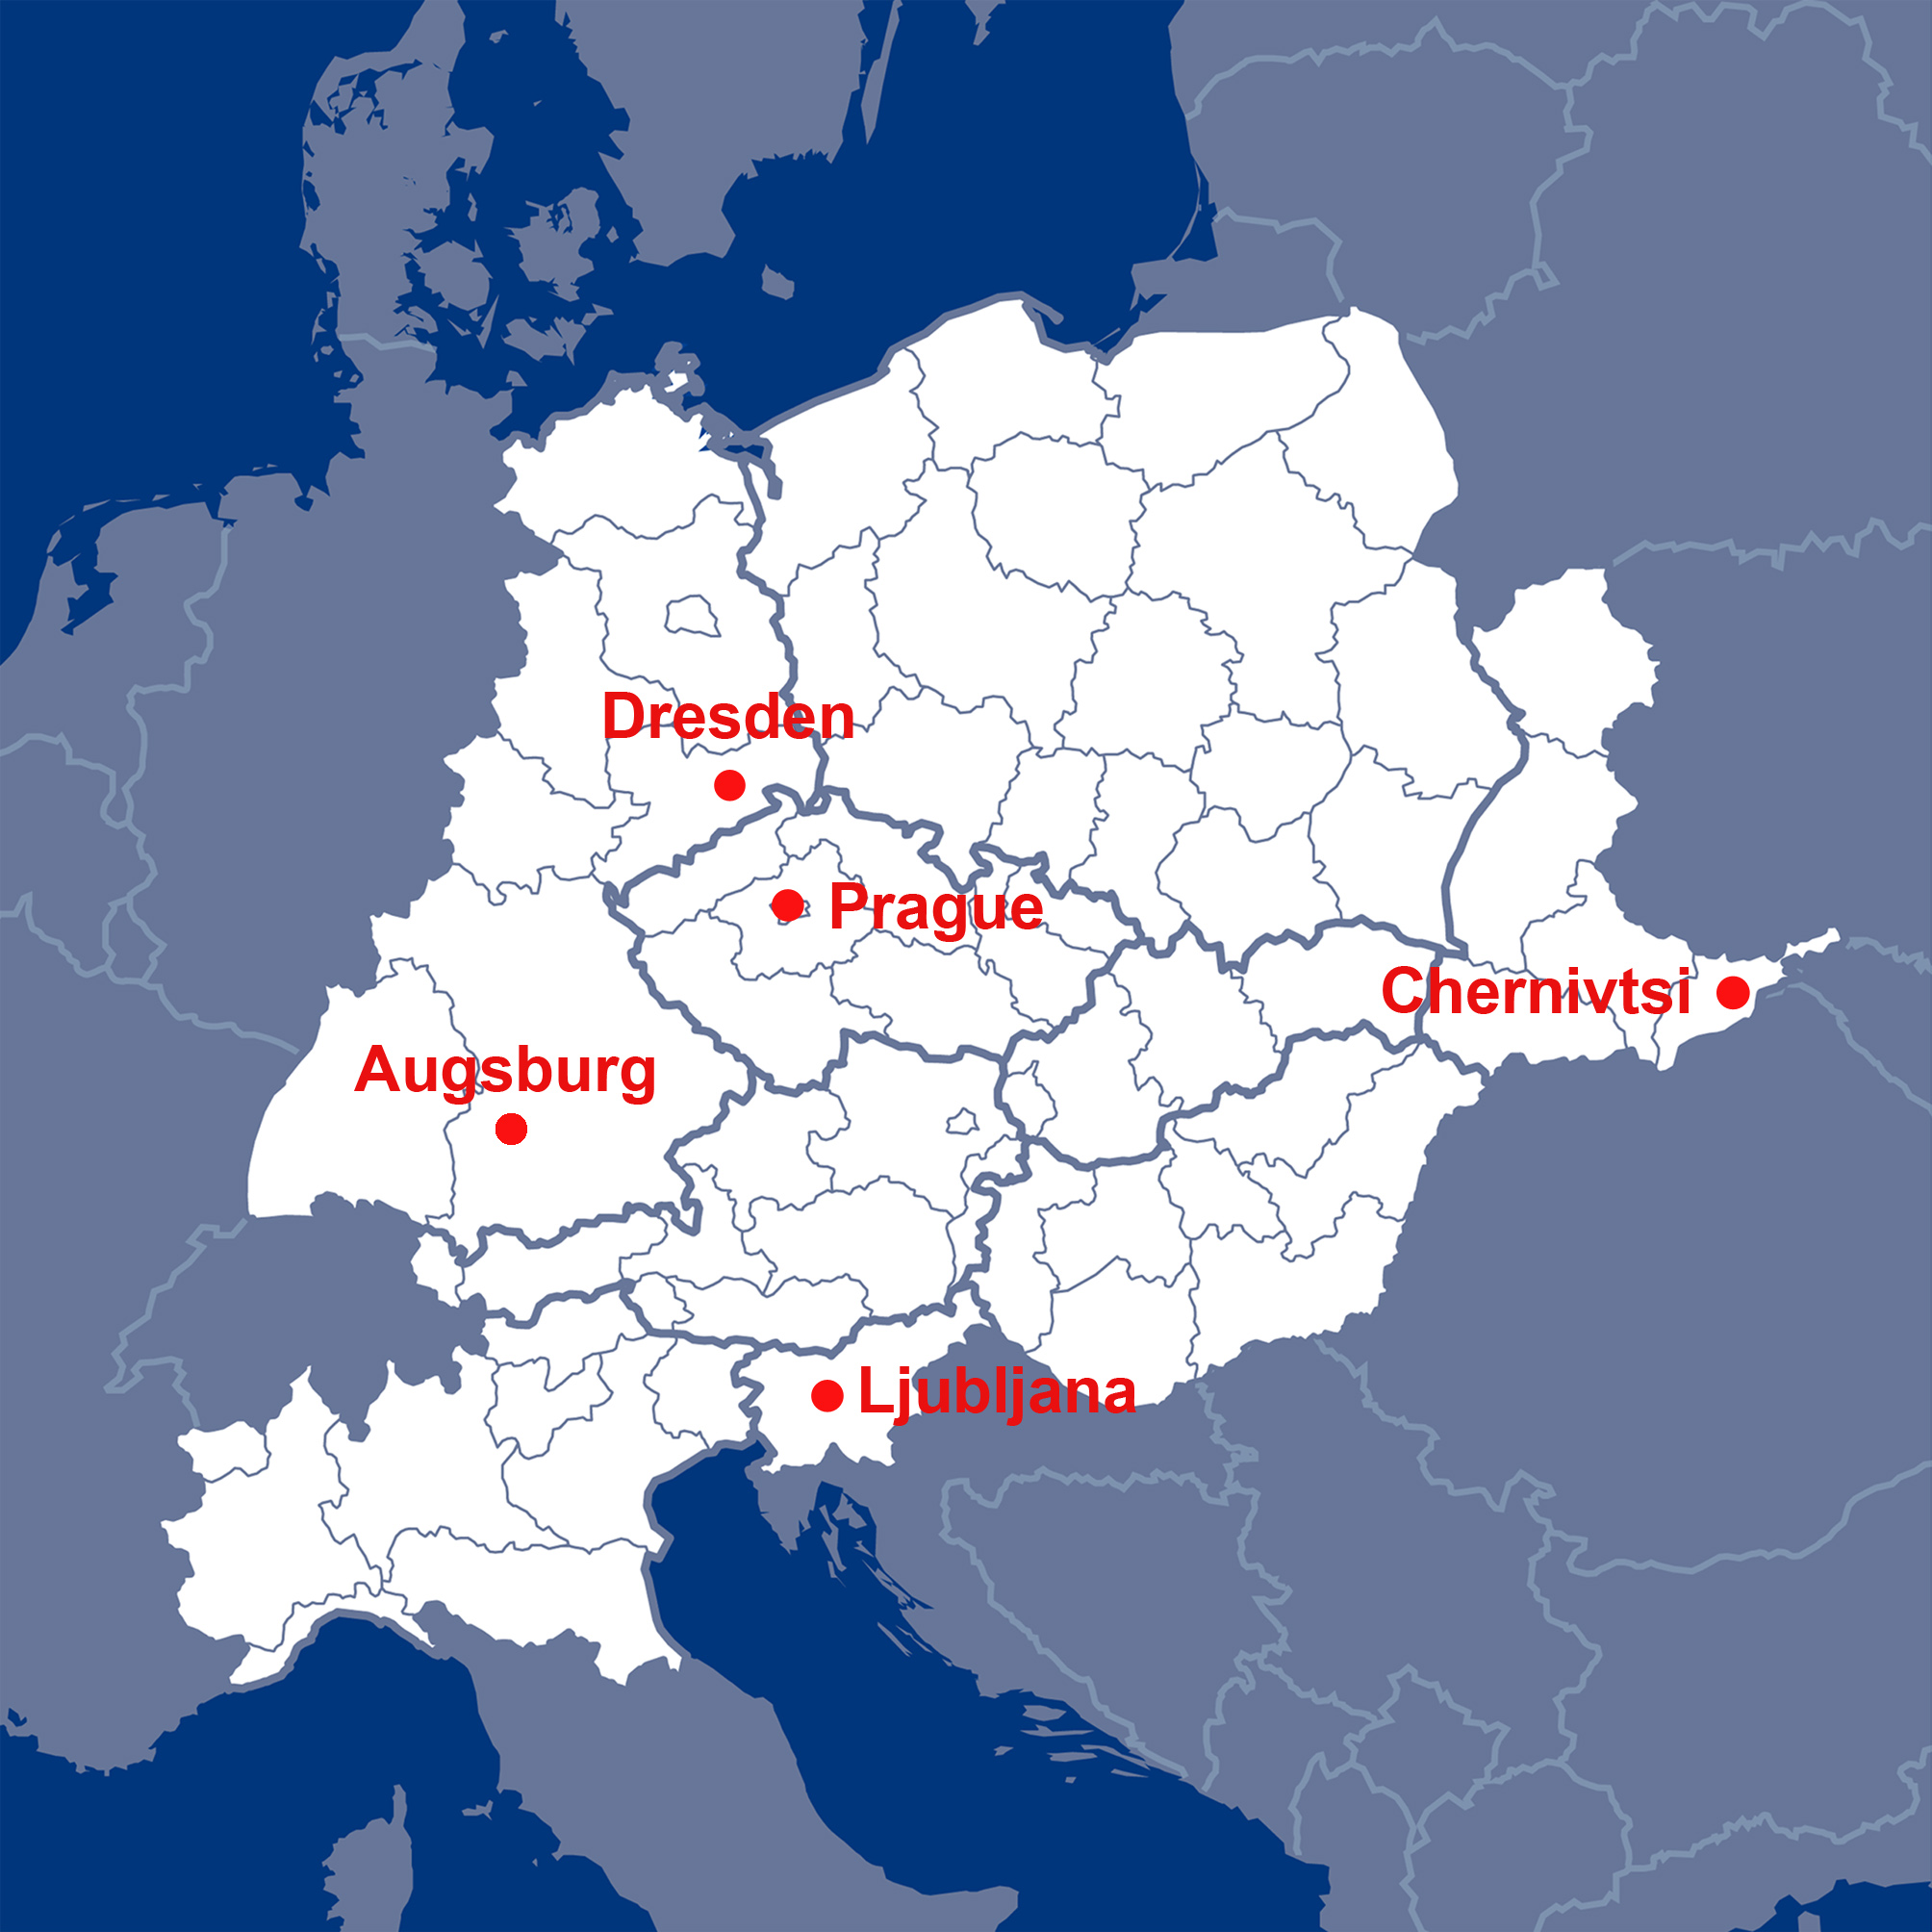 Dresden
Prague
Chernivtsi
Augsburg
Ljubljana